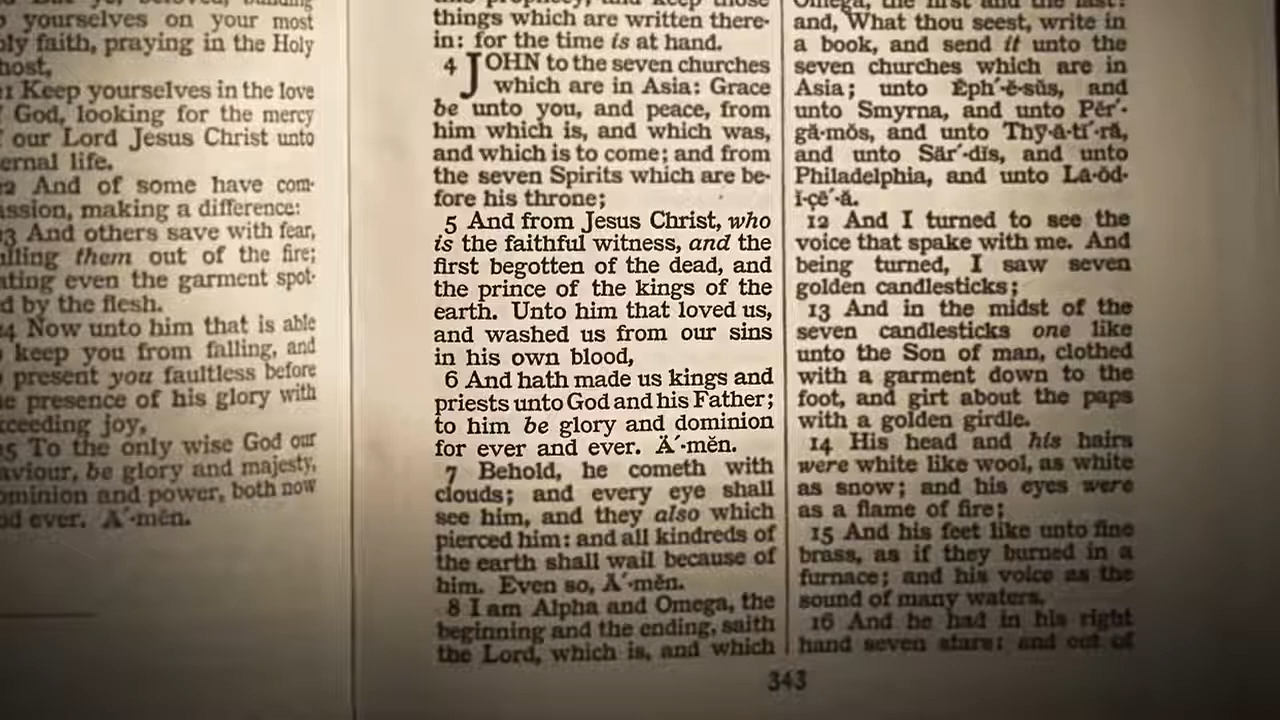 yourselves on your most
faith, praying in the Holy
Keep yourselves in the love
God, looking for the mercy
our Lord Jesus Christ unto
life.
And of some have com-
making a difference:
And others save with fear,
them out of the fire;
even the garment spot-
by the flesh.
Now unto him that is able
keep you from falling, and
present you faultless before
presence of his glory with
joy,
To the only wise God our
be glory and majesty,
and power, both now
ever. Ā´-mĕn.
things which are written there-
in: for the time is at hand.
4 JOHN to the seven churches
which are in Asia: Grace
be unto you, and peace, from
him which is, and which was,
and which is to come; and from
the seven Spirits which are be-
fore his throne;
5 And from Jesus Christ, who
is the faithful witness, and the
first begotten of the dead, and
the prince of the kings of the
earth. Unto him that loved us,
and washed us from our sins
in his own blood,
6 And hath made us kings and
priests unto God and his Father;
to him be glory and dominion
for ever and ever. Ā´-mĕn.
7 Behold, he cometh with
clouds; and every eye shall
see him, and they also which
pierced him: and all kindreds of
the earth shall wail because of
him. Even so, Ā´-mĕn.
8 I am Alpha and Omega, the
beginning and the ending, saith
the Lord, which is, and which
Omega, the first and the last:
and, What thou seest, write in
a book, and send it unto the
seven churches which are in
Asia; unto Ĕph´-ĕ-sŭs, and
unto Smyrna, and unto Pĕr´-
gă-mŏs, and unto Thȳ-ă-tī´-ră,
and unto Sär´-dĭs, and unto
Philadelphia, and unto Lā-ŏd-
ĭ-çē´-ă.
12 And I turned to see the
voice that spake with me. And
being turned, I saw seven
golden candlesticks;
13 And in the midst of the
seven candlesticks one like
unto the Son of man, clothed
with a garment down to the
foot, and girt about the paps
with a golden girdle.
14 His head and his hairs
were white like wool, as white
as snow; and his eyes were
as a flame of fire;
15 And his feet like unto fine
brass, as if they burned in a
furnace; and his voice as the
sound of many waters.
16 And he had in his right
hand seven stars: and out of
343